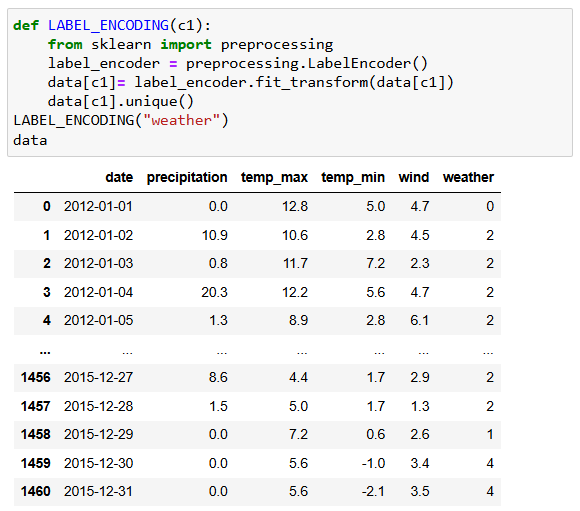 def LABEL_ENCODING(c1):
    from sklearn import preprocessing
    label_encoder = preprocessing.LabelEncoder()
    data[c1]= label_encoder.fit_transform(data[c1])
    data[c1].unique()
LABEL_ENCODING("weather")
data
date precipitation temp_max temp_min wind weather
0 2012-01-01 0.0 12.8 5.0 4.7 0
1 2012-01-02 10.9 10.6 2.8 4.5 2
2 2012-01-03 0.8 11.7 7.2 2.3 2
3 2012-01-04 20.3 12.2 5.6 4.7 2
4 2012-01-05 1.3 8.9 2.8 6.1 2
... ... ... ... ... ... ...
1456 2015-12-27 8.6 4.4 1.7 2.9 2
1457 2015-12-28 1.5 5.0 1.7 1.3 2
1458 2015-12-29 0.0 7.2 0.6 2.6 1
1459 2015-12-30 0.0 5.6 -1.0 3.4 4
1460 2015-12-31 0.0 5.6 -2.1 3.5 4